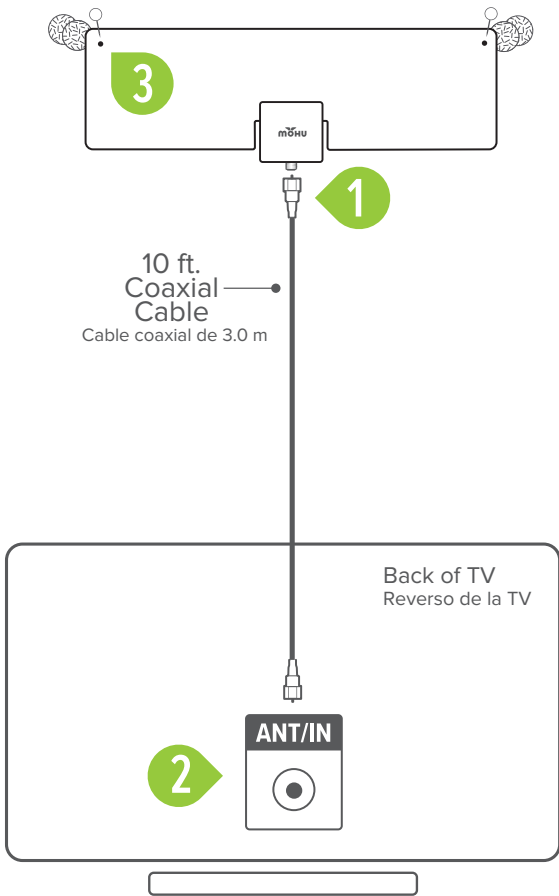 3
mohu
1
10 ft.
Coaxial
Cable
Cable coaxial de 3.0 m
Back of TV
Reverso de la TV
ANT/IN
2